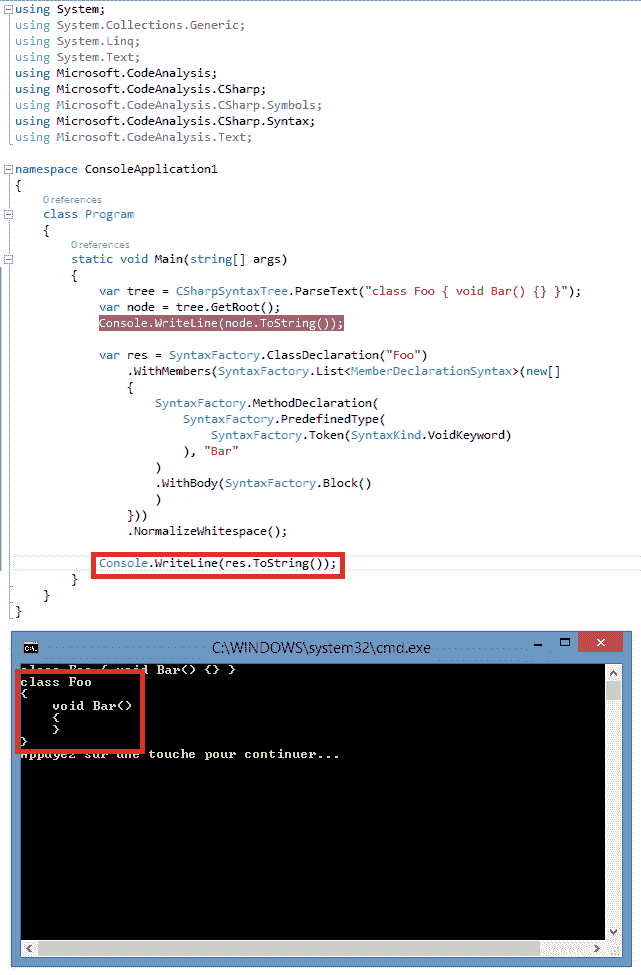 using System;
using System.Collections.Generic;
using System.Linq;
using System.Text;
using Microsoft.CodeAnalysis;
using Microsoft.CodeAnalysis.CSharp;
using Microsoft.CodeAnalysis.CSharp.Symbols;
using Microsoft.CodeAnalysis.CSharp.Syntax;
using Microsoft.CodeAnalysis.Text;
namespace ConsoleApplication1
{
0 references
class Program
{
0 references
static void Main(string[] args)
{
var tree = CSharpSyntaxTree.ParseText("class Foo { void Bar() {} }");
var node = tree.GetRoot();
Console.WriteLine(node.ToString());
var res = SyntaxFactory.ClassDeclaration("Foo")
.WithMembers(SyntaxFactory.List<MemberDeclarationSyntax>(new[]
{
SyntaxFactory.MethodDeclaration(
SyntaxFactory.PredefinedType(
SyntaxFactory.Token(SyntaxKind.VoidKeyword)
), "Bar"
)
.WithBody(SyntaxFactory.Block()
)
}))
.NormalizeWhitespace();
Console.WriteLine(res.ToString());
}
}
}
C:\WINDOWS\system32\cmd.exe
class Foo { void Bar() {} }
class Foo
{
void Bar()
{
}
}
Appuyez sur une touche pour continuer...